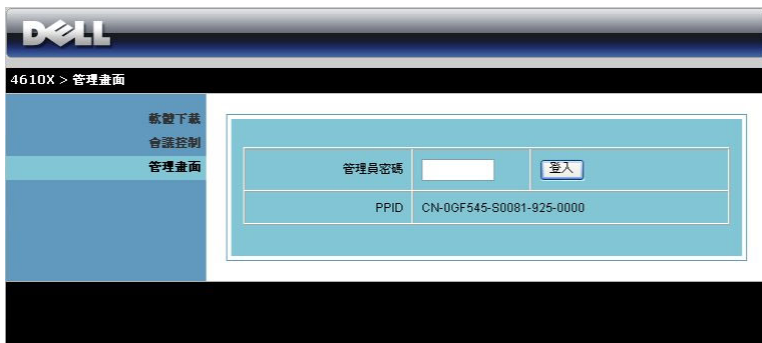 DELL
4610X > 管理畫面
軟體下載
會議控制
管理畫面
管理員密碼
登入
PPID
CN-0GF545-S0081-925-0000